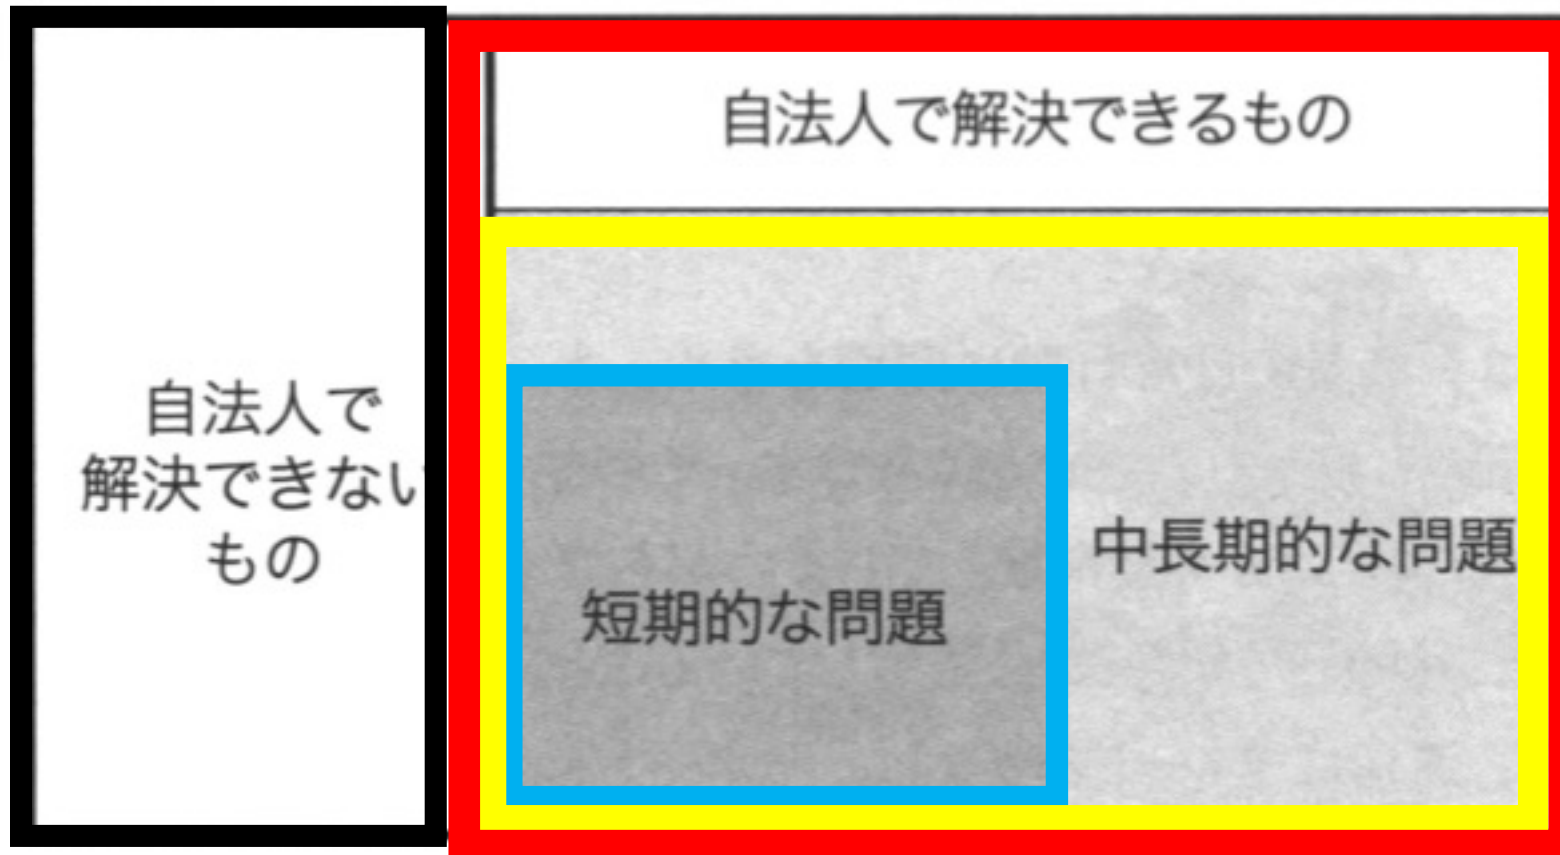 自法人で
解決できない
もの
自法人で解決できるもの
短期的な問題
中長期的な問題